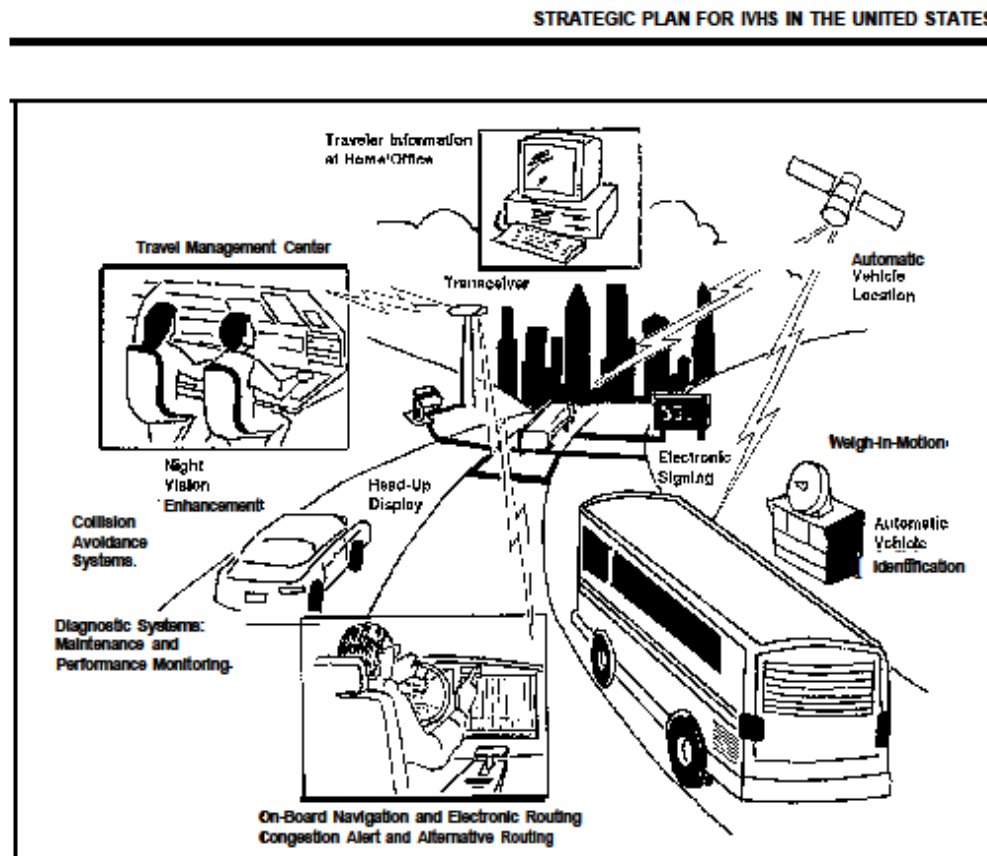 STRATEGIC PLAN FOR IVHS IN THE UNITED STATES
Traveler Information
at Home/Office
Travel Management Center
Transceiver
Automatic
Vehicle
Location
Weigh-In-Motion
Electronic
Signing
Night
Vision
Enhancement
Head-Up
Display
Collision
Avoidance
Systems.
Automatic
Vehicle
Identification
Diagnostic Systems:
Maintenance and
Performance Monitoring
On-Board Navigation and Electronic Routing
Congestion Alert and Alternative Routing